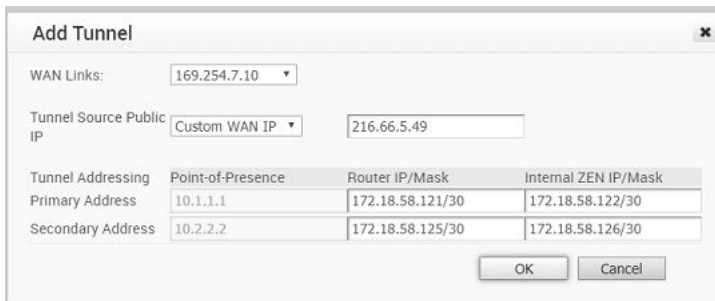 Add Tunnel
WAN Links: 169.254.7.10
Tunnel Source Public IP Custom WAN IP 216.66.5.49
Tunnel Addressing Point-of-Presence Router IP/Mask Internal ZEN IP/Mask
Primary Address 10.1.1.1 172.18.58.121/30 172.18.58.122/30
Secondary Address 10.2.2.2 172.18.58.125/30 172.18.58.126/30
OK Cancel